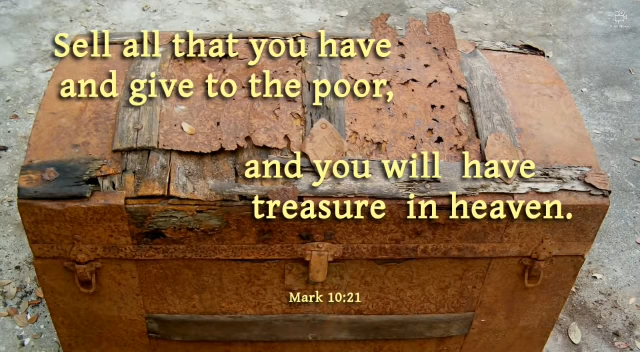 Sell all that you have
and give to the poor,
and you will have
treasure in heaven.
Mark 10:21